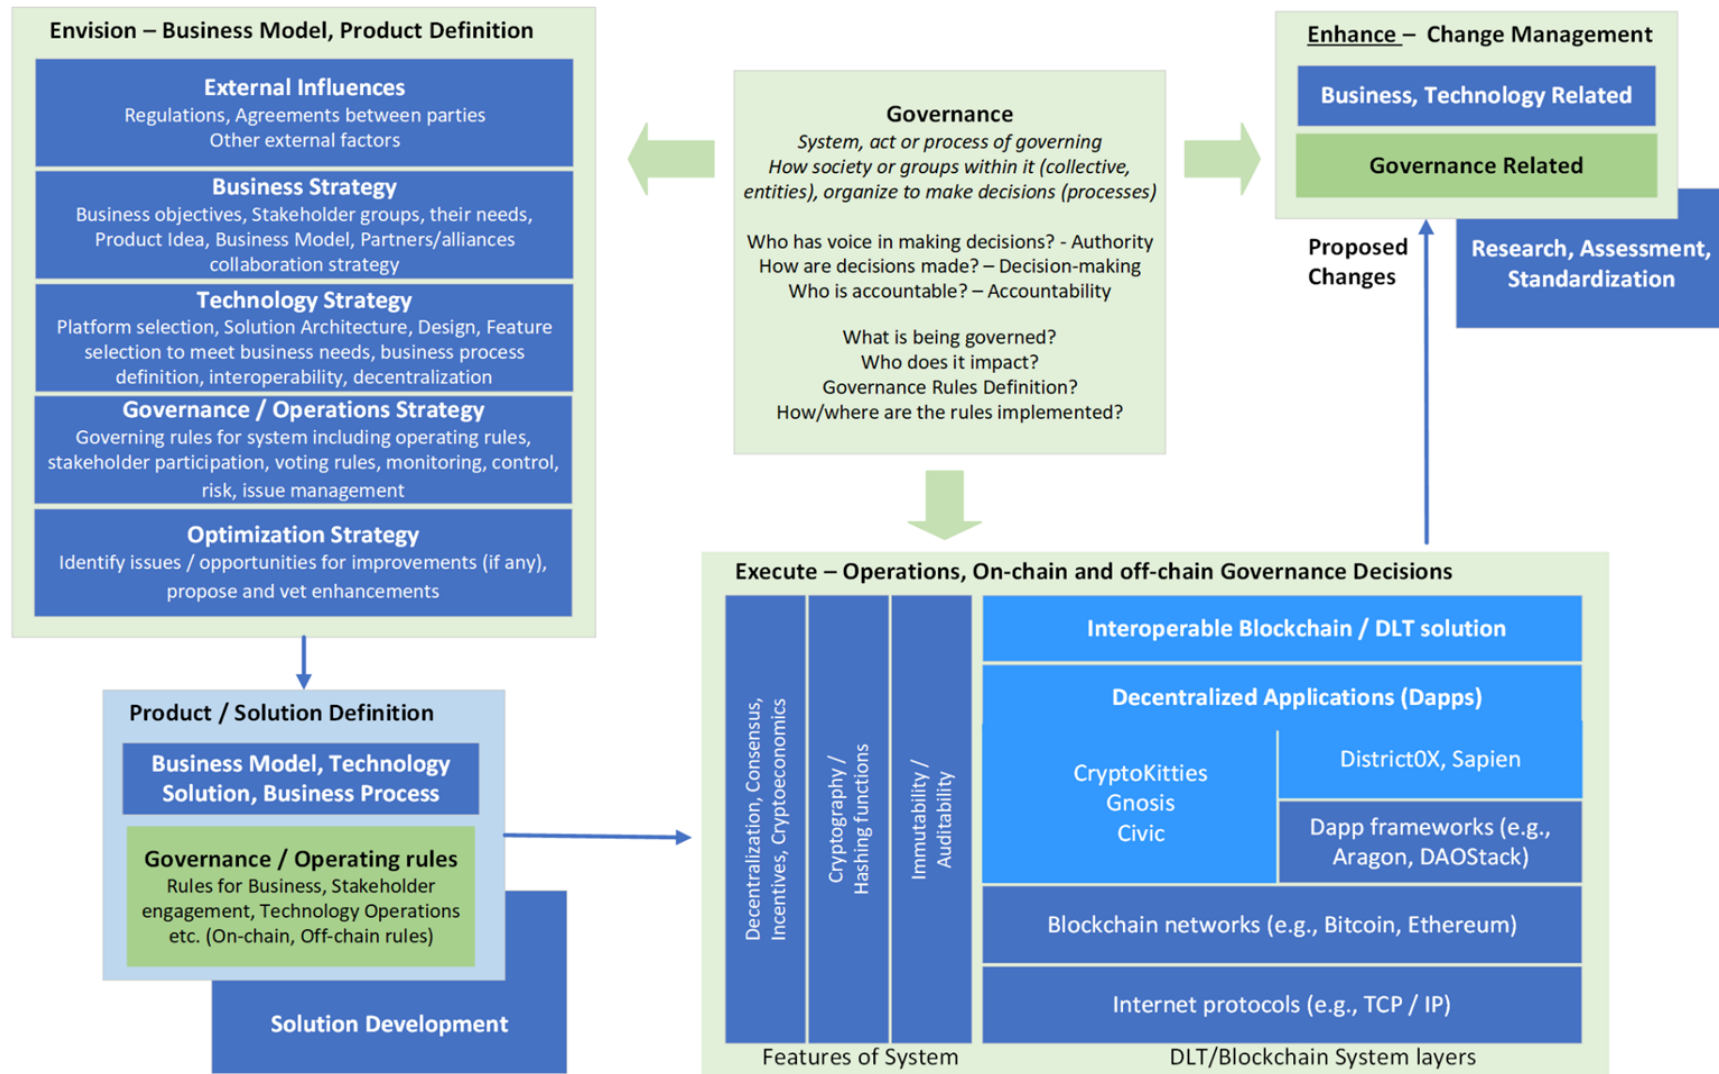 Envision – Business Model, Product Definition
External Influences
Regulations, Agreements between parties
Other external factors
Business Strategy
Business objectives, Stakeholder groups, their needs,
Product Idea, Business Model, Partners/alliances
collaboration strategy
Technology Strategy
Platform selection, Solution Architecture, Design, Feature
selection to meet business needs, business process
definition, interoperability, decentralization
Governance / Operations Strategy
Governing rules for system including operating rules,
stakeholder participation, voting rules, monitoring, control,
risk, issue management
Optimization Strategy
Identify issues / opportunities for improvements (if any),
propose and vet enhancements
Governance
System, act or process of governing
How society or groups within it (collective,
entities), organize to make decisions (processes)
Who has voice in making decisions? - Authority
How are decisions made? – Decision-making
Who is accountable? – Accountability
What is being governed?
Who does it impact?
Governance Rules Definition?
How/where are the rules implemented?
Enhance – Change Management
Business, Technology Related
Governance Related
Proposed
Changes
Research, Assessment,
Standardization
Product / Solution Definition
Business Model, Technology
Solution, Business Process
Governance / Operating rules
Rules for Business, Stakeholder
engagement, Technology Operations
etc. (On-chain, Off-chain rules)
Solution Development
Execute – Operations, On-chain and off-chain Governance Decisions
Decentralization, Consensus,
Incentives, Cryptoeconomics
Cryptography /
Hashing functions
Immutability /
Auditability
Features of System
Interoperable Blockchain / DLT solution
Decentralized Applications (Dapps)
CryptoKitties
Gnosis
Civic
District0X, Sapien
Dapp frameworks (e.g.,
Aragon, DAOStack)
Blockchain networks (e.g., Bitcoin, Ethereum)
Internet protocols (e.g., TCP / IP)
DLT/Blockchain System layers